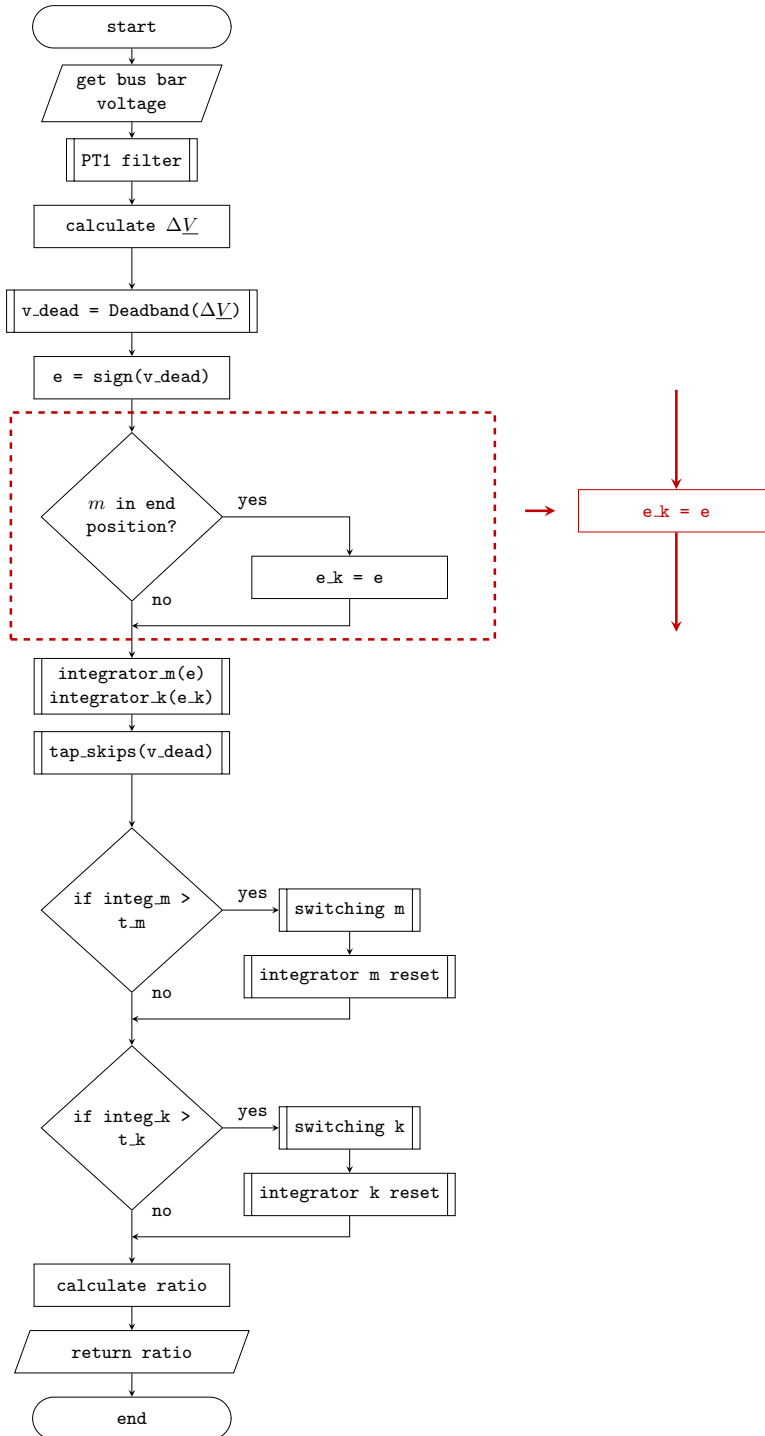 start
get bus bar
voltage
PT1 filter
calculate ΔV
v_dead = Deadband(ΔV)
e = sign(v_dead)
m in end
position?
yes
e_k = e
no
e_k = e
integrator_m(e)
integrator_k(e_k)
tap_skips(v_dead)
if integ_m >
t_m
yes
switching m
integrator m reset
no
if integ_k >
t_k
yes
switching k
integrator k reset
no
calculate ratio
return ratio
end